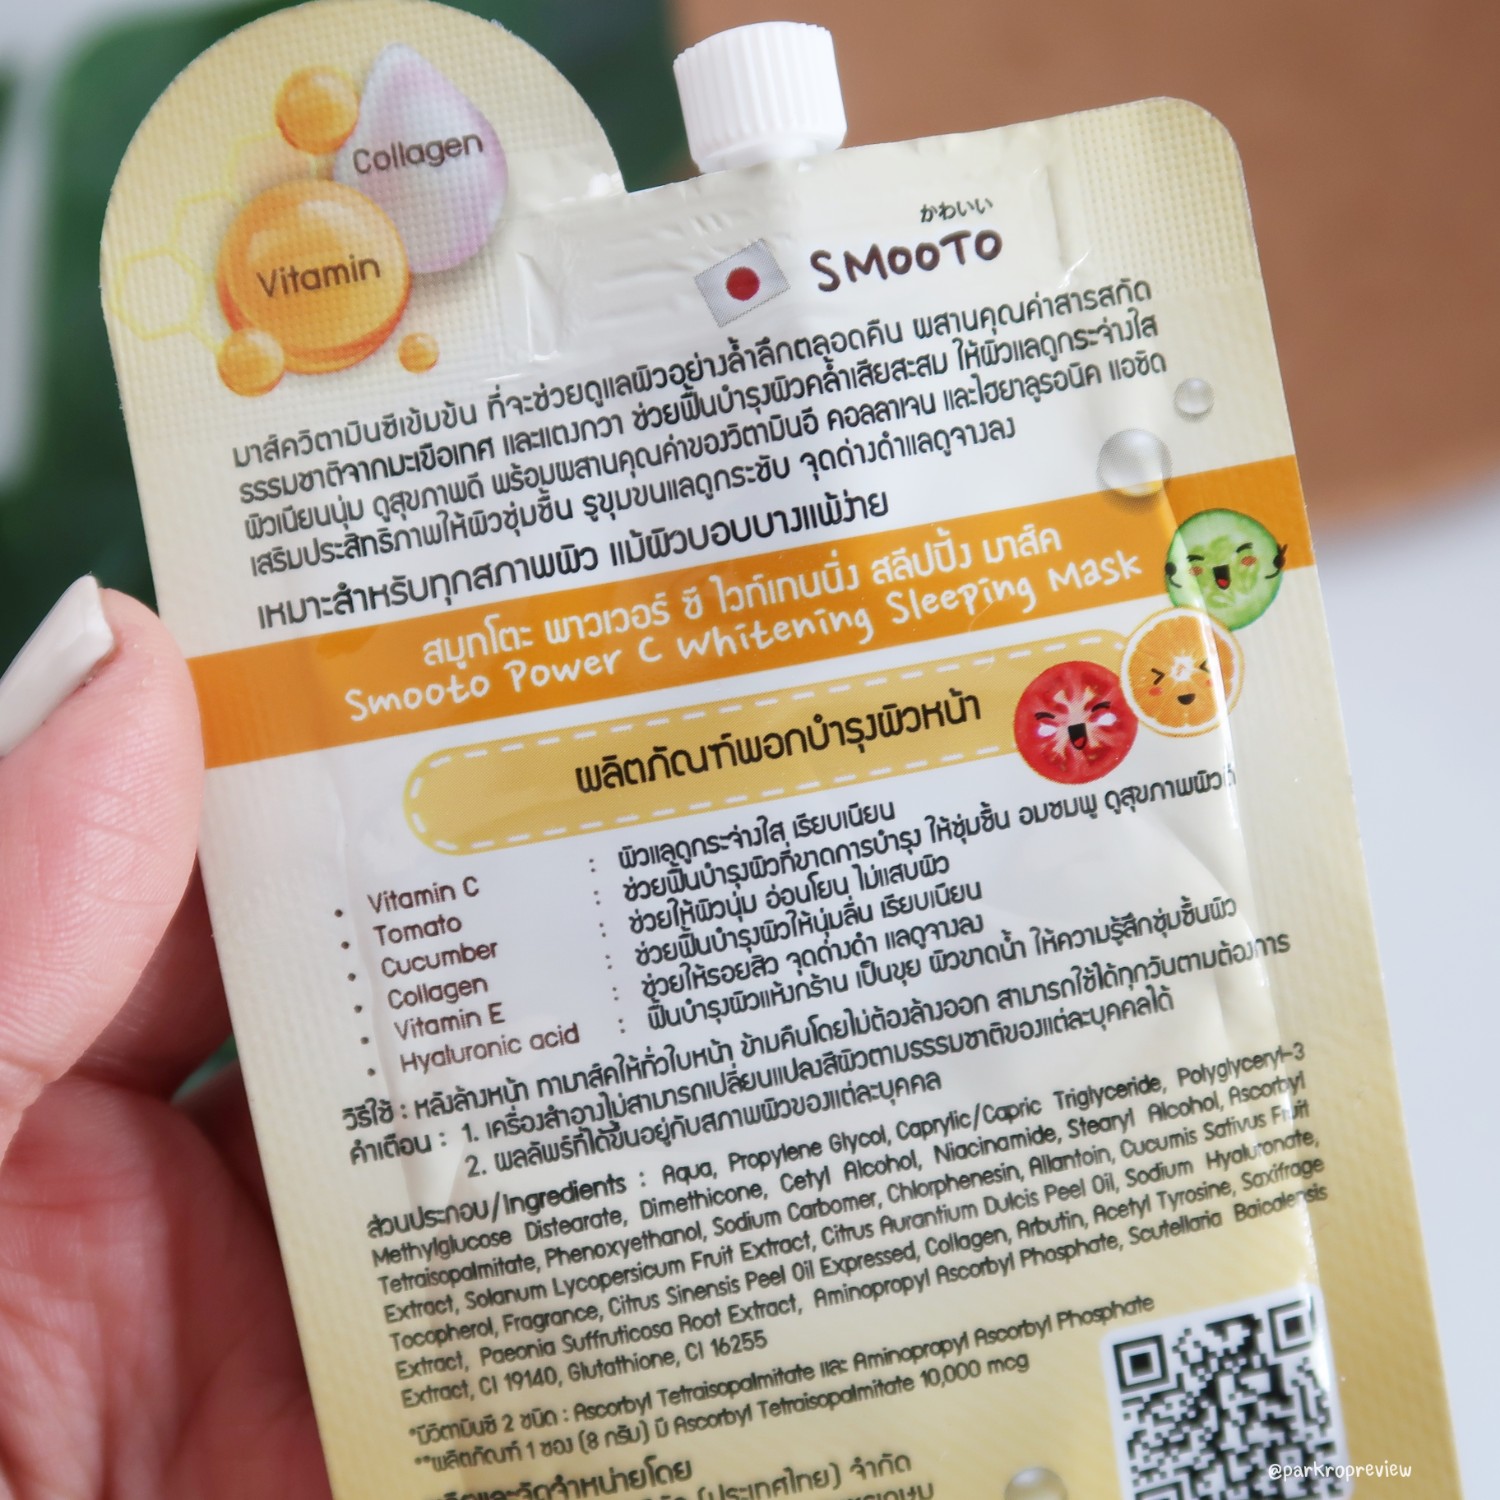 Collagen
Vitamin
かわいい
SMOOTO
มาส์ควิตามินซีเข้มข้น ที่จะช่วยดูแลผิวอย่างล้ำลึกตลอดคืน ผสานคุณค่าสารสกัด
ธรรมชาติจากมะเขือเทศ และแตงกวา ช่วยฟื้นบำรุงผิวคล้ำเสียสะสม ให้ผิวแลดูกระจ่างใส
ผิวเนียนนุ่ม ดูสุขภาพดี พร้อมผสานคุณค่าของวิตามินอี คอลลาเจน และไฮยาลูรอนิค แอซิด
เสริมประสิทธิภาพให้ผิวชุ่มชื้น รูขุมขนแลดูกระชับ จุดด่างดำแลดูจางลง
เหมาะสำหรับทุกสภาพผิว แม้ผิวบอบบางแพ้ง่าย
สมูทโตะ พาวเวอร์ ซี ไวท์เทนนิ่ง สลีปปิ้ง มาส์ค
Smooto Power C Whitening Sleeping Mask
ผลิตภัณฑ์พอกบำรุงผิวหน้า
• Vitamin C : ผิวแลดูกระจ่างใส เรียบเนียน
• Tomato : ช่วยฟื้นบำรุงผิวที่ขาดการบำรุง ให้ชุ่มชื้น อมชมพู ดูสุขภาพผิวดี
• Cucumber : ช่วยให้ผิวนุ่ม อ่อนโยน ไม่แสบผิว
• Collagen : ช่วยฟื้นบำรุงผิวให้นุ่มลื่น เรียบเนียน
• Vitamin E : ช่วยให้รอยสิว จุดด่างดำ แลดูจางลง
• Hyaluronic acid : ฟื้นบำรุงผิวแห้งกร้าน เป็นขุย ผิวขาดน้ำ ให้ความรู้สึกชุ่มชื้นผิว
วิธีใช้ : หลังล้างหน้า ทามาส์คให้ทั่วใบหน้า ข้ามคืนโดยไม่ต้องล้างออก สามารถใช้ได้ทุกวันตามต้องการ
คำเตือน : 1. เครื่องสำอางไม่สามารถเปลี่ยนแปลงสีผิวตามธรรมชาติของแต่ละบุคคลได้
2. ผลลัพธ์ที่ได้ขึ้นอยู่กับสภาพผิวของแต่ละบุคคล
ส่วนประกอบ/Ingredients : Aqua, Propylene Glycol, Caprylic/Capric Triglyceride, Polyglyceryl-3
Methylglucose Distearate, Dimethicone, Cetyl Alcohol, Niacinamide, Stearyl Alcohol, Ascorbyl
Tetraisopalmitate, Phenoxyethanol, Sodium Carbomer, Chlorphenesin, Allantoin, Cucumis Sativus Fruit
Extract, Solanum Lycopersicum Fruit Extract, Citrus Aurantium Dulcis Peel Oil, Sodium Hyaluronate,
Tocopherol, Fragrance, Citrus Sinensis Peel Oil Expressed, Collagen, Arbutin, Acetyl Tyrosine, Saxifrage
Extract, Paeonia Suffruticosa Root Extract, Aminopropyl Ascorbyl Phosphate, Scutellaria Baicalensis
Extract, CI 19140, Glutathione, CI 16255
*มีวิตามินซี 2 ชนิด : Ascorbyl Tetraisopalmitate และ Aminopropyl Ascorbyl Phosphate
**ผลิตภัณฑ์ 1 ซอง (8 กรัม) มี Ascorbyl Tetraisopalmitate 10,000 mcg
ผลิตและจัดจำหน่ายโดย
(ประเทศไทย) จำกัด
@parkropreview